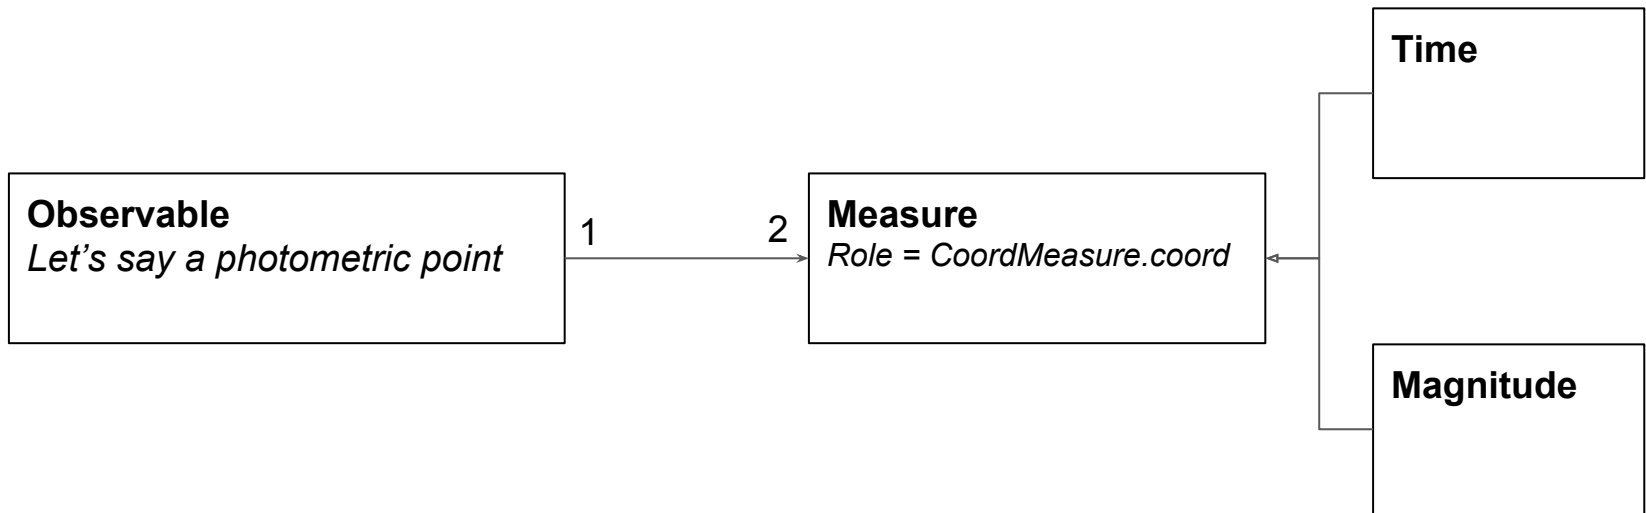 Time
Observable
Let's say a photometric point
1
2
Measure
Role = CoordMeasure.coord
Magnitude